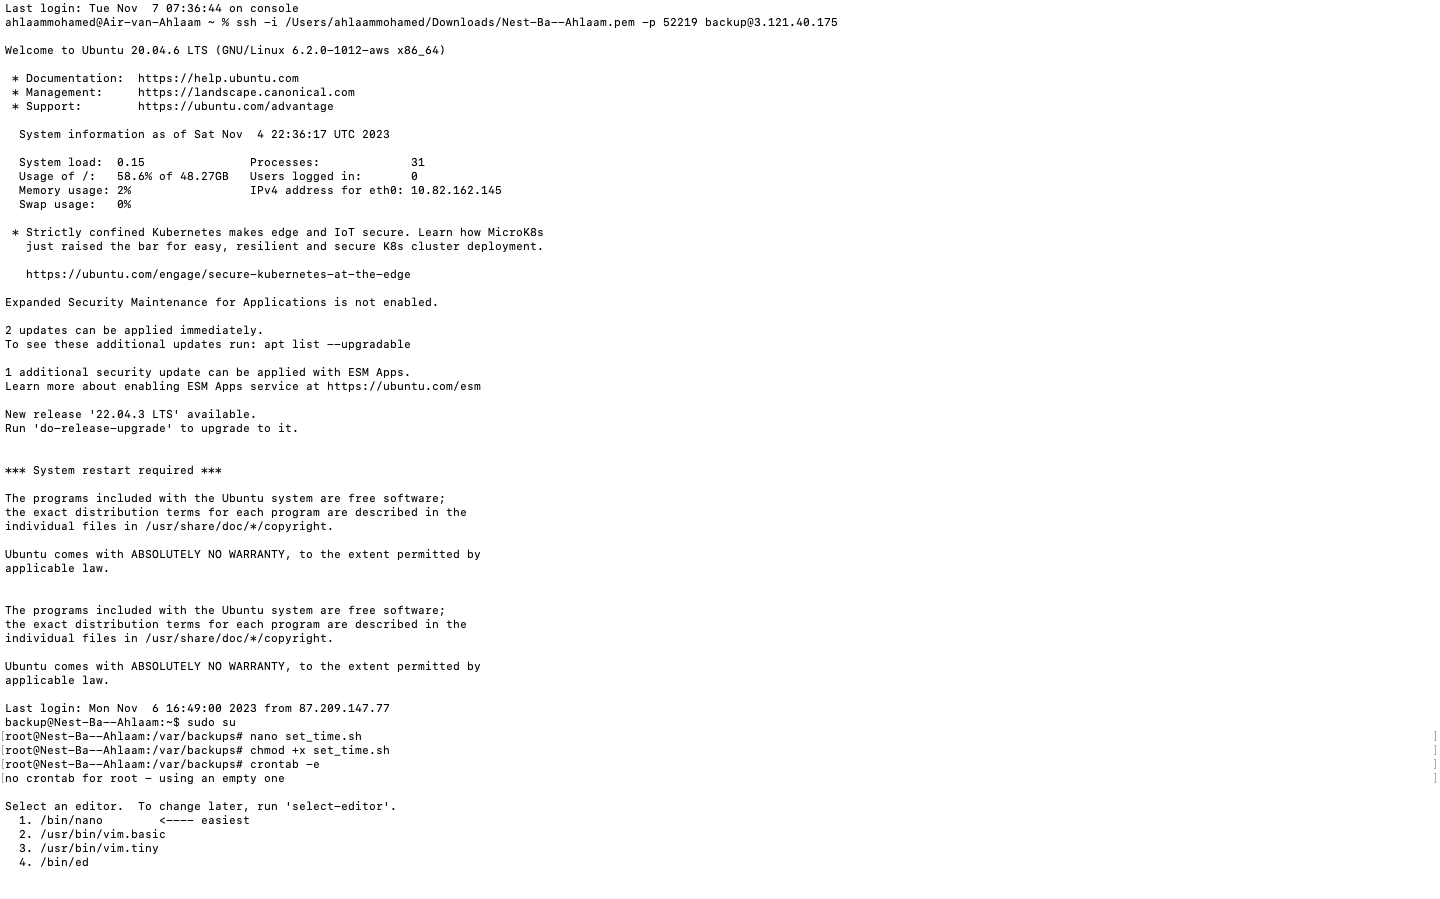 Last login: Tue Nov  7 07:36:44 on console
ahlaammohamed@Air-van-Ahlaam ~ % ssh -i /Users/ahlaammohamed/Downloads/Nest-Ba--Ahlaam.pem -p 52219 backup@3.121.40.175
Welcome to Ubuntu 20.04.6 LTS (GNU/Linux 6.2.0-1012-aws x86_64)
 * Documentation:  https://help.ubuntu.com
 * Management:     https://landscape.canonical.com
 * Support:        https://ubuntu.com/advantage
  System information as of Sat Nov  4 22:36:17 UTC 2023
  System load:  0.15               Processes:             31
  Usage of /:   58.6% of 48.27GB   Users logged in:       0
  Memory usage: 2%                 IPv4 address for eth0: 10.82.162.145
  Swap usage:   0%
 * Strictly confined Kubernetes makes edge and IoT secure. Learn how MicroK8s
   just raised the bar for easy, resilient and secure K8s cluster deployment.
   https://ubuntu.com/engage/secure-kubernetes-at-the-edge
Expanded Security Maintenance for Applications is not enabled.
2 updates can be applied immediately.
To see these additional updates run: apt list --upgradable
1 additional security update can be applied with ESM Apps.
Learn more about enabling ESM Apps service at https://ubuntu.com/esm
New release '22.04.3 LTS' available.
Run 'do-release-upgrade' to upgrade to it.
*** System restart required ***
The programs included with the Ubuntu system are free software;
the exact distribution terms for each program are described in the
individual files in /usr/share/doc/*/copyright.
Ubuntu comes with ABSOLUTELY NO WARRANTY, to the extent permitted by
applicable law.
The programs included with the Ubuntu system are free software;
the exact distribution terms for each program are described in the
individual files in /usr/share/doc/*/copyright.
Ubuntu comes with ABSOLUTELY NO WARRANTY, to the extent permitted by
applicable law.
Last login: Mon Nov  6 16:49:00 2023 from 87.209.147.77
backup@Nest-Ba--Ahlaam:~$ sudo su
[root@Nest-Ba--Ahlaam:/var/backups# nano set_time.sh ]
[root@Nest-Ba--Ahlaam:/var/backups# chmod +x set_time.sh ]
[root@Nest-Ba--Ahlaam:/var/backups# crontab -e ]
[no crontab for root - using an empty one ]
Select an editor.  To change later, run 'select-editor'.
  1. /bin/nano        <---- easiest
  2. /usr/bin/vim.basic
  3. /usr/bin/vim.tiny
  4. /bin/ed